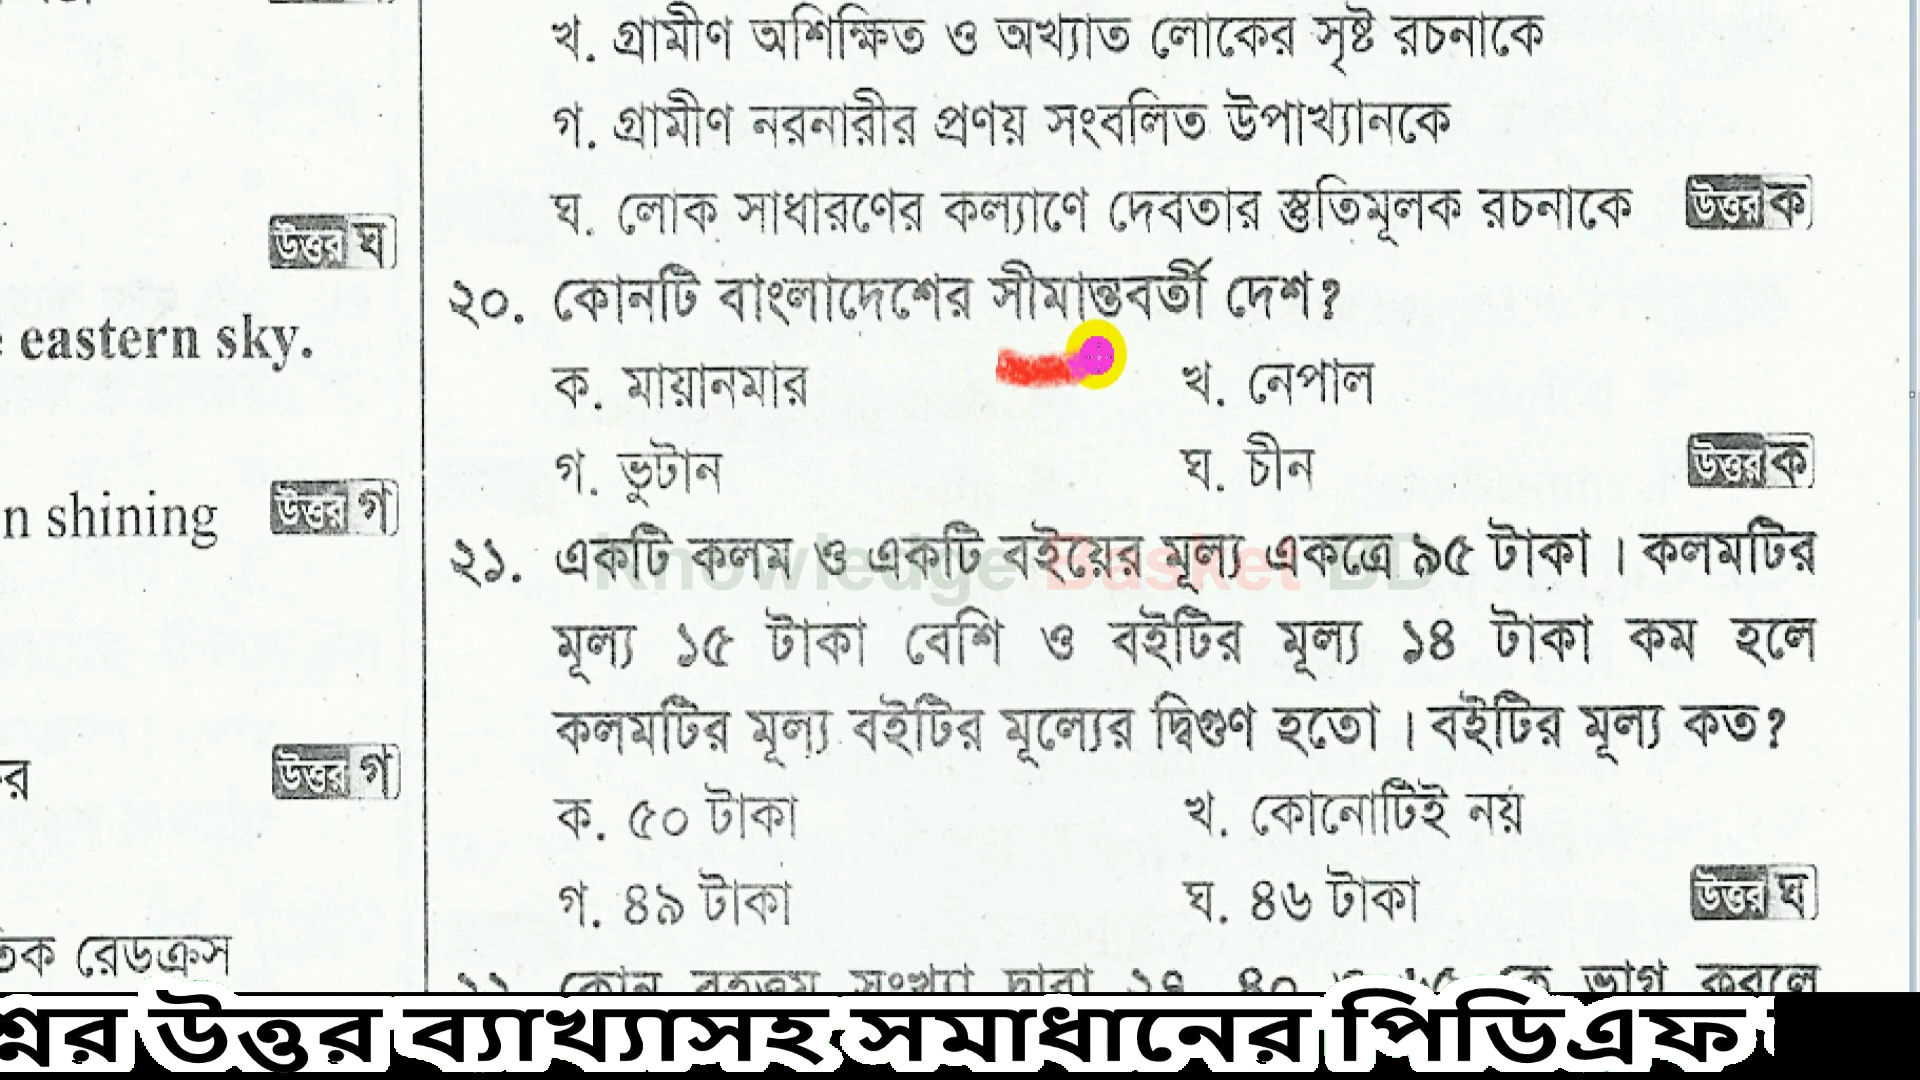 খ. গ্রামীণ অশিক্ষিত ও অখ্যাত লোকের সৃষ্ট রচনাকে
গ. গ্রামীণ নরনারীর প্রণয় সংবলিত উপাখ্যানকে
ঘ. লোক সাধারণের কল্যাণে দেবতার স্তুতিমূলক রচনাকে উত্তর ক
২০. কোনটি বাংলাদেশের সীমান্তবর্তী দেশ?
ক. মায়ানমার খ. নেপাল
গ. ভুটান ঘ. চীন উত্তর ক
২১. একটি কলম ও একটি বইয়ের মূল্য একত্রে ৯৫ টাকা। কলমটির
মূল্য ১৫ টাকা বেশি ও বইটির মূল্য ১৪ টাকা কম হলে
কলমটির মূল্য বইটির মূল্যের দ্বিগুণ হতো। বইটির মূল্য কত?
ক. ৫০ টাকা খ. কোনোটিই নয়
গ. ৪৯ টাকা ঘ. ৪৬ টাকা উত্তর ঘ
উত্তর ঘ
eastern sky.
n shining উত্তর গ
উত্তর গ
রেডক্রস
Knowledge Basket BD
উত্তর ব্যাখ্যাসহ সমাধানের পিডিএফ